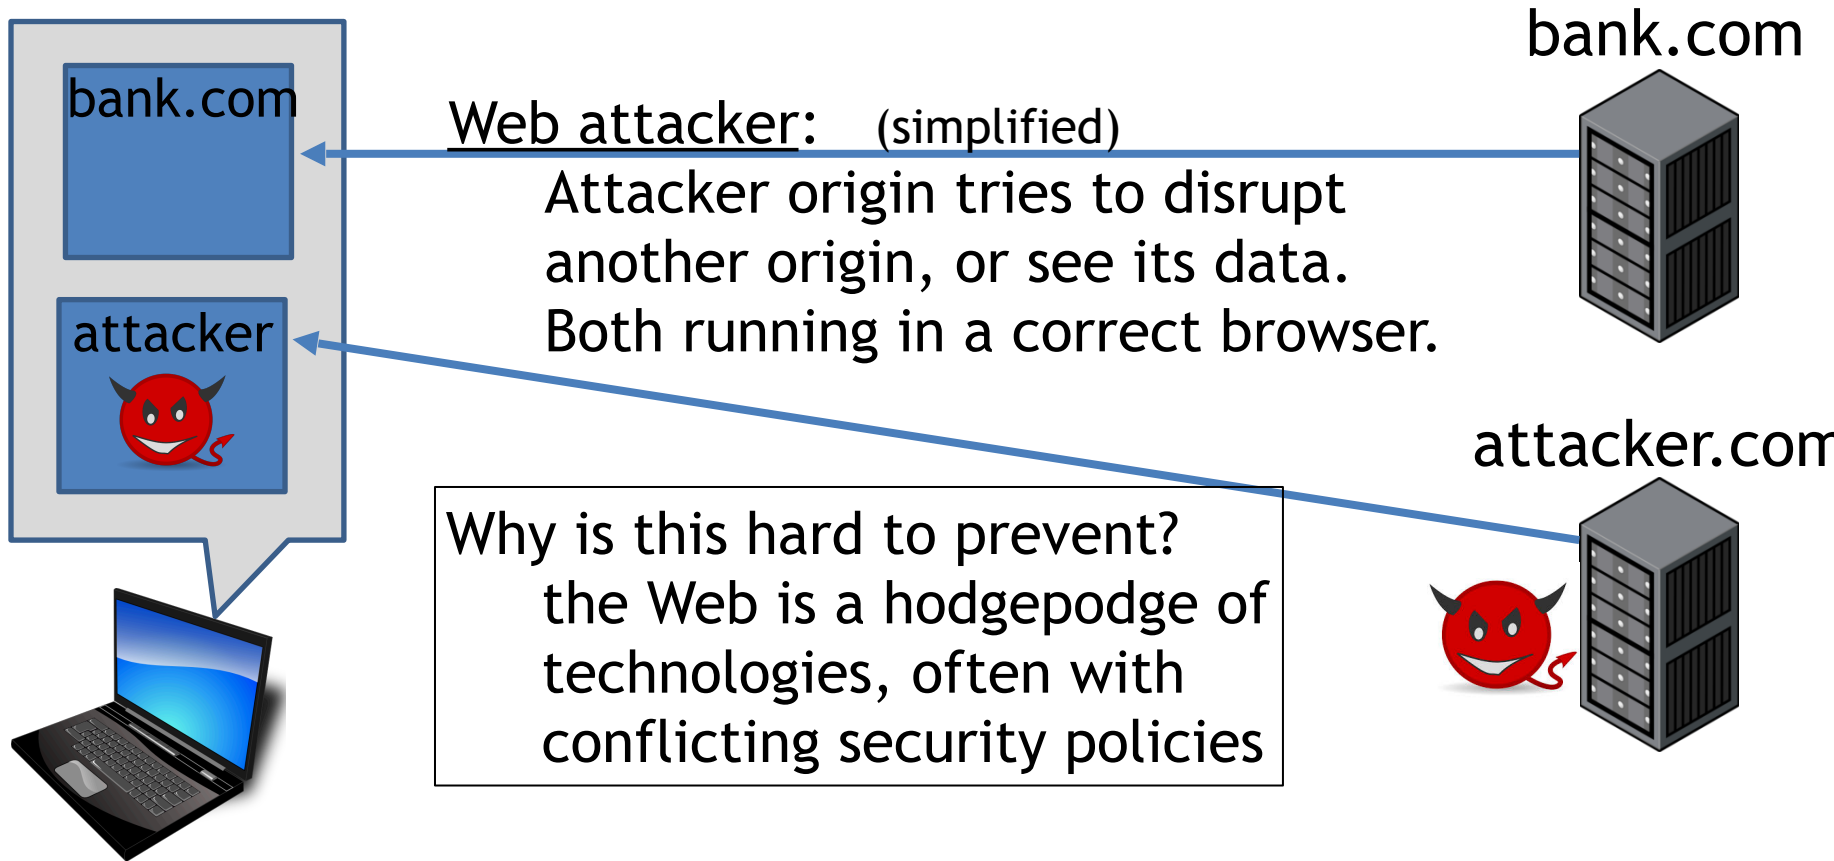 bank.com
bank.com
Web attacker: (simplified)
Attacker origin tries to disrupt
another origin, or see its data.
Both running in a correct browser.
attacker
attacker.com
Why is this hard to prevent?
the Web is a hodgepodge of
technologies, often with
conflicting security policies